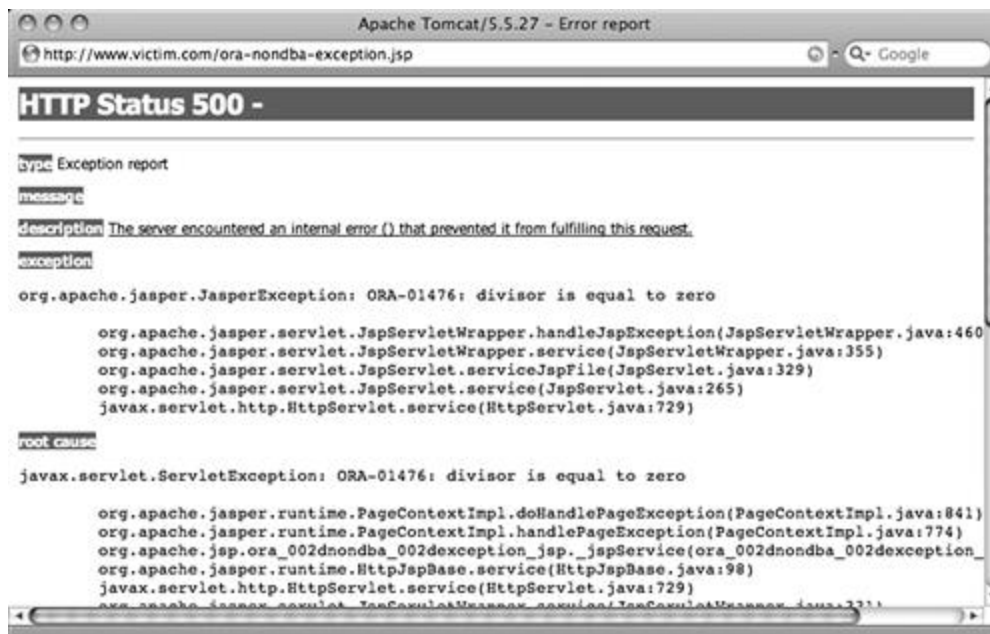 Apache Tomcat/5.5.27 - Error report
http://www.victim.com/ora-nondba-exception.jsp
Google
HTTP Status 500 -
type Exception report
message
description The server encountered an internal error () that prevented it from fulfilling this request.
exception
org.apache.jasper.JasperException: ORA-01476: divisor is equal to zero
org.apache.jasper.servlet.JspServletWrapper.handleJspException(JspServletWrapper.java:460
org.apache.jasper.servlet.JspServletWrapper.service(JspServletWrapper.java:355)
org.apache.jasper.servlet.JspServlet.serviceJspFile(JspServlet.java:329)
org.apache.jasper.servlet.JspServlet.service(JspServlet.java:265)
javax.servlet.http.HttpServlet.service(HttpServlet.java:729)
root cause
javax.servlet.ServletException: ORA-01476: divisor is equal to zero
org.apache.jasper.runtime.PageContextImpl.doHandlePageException(PageContextImpl.java:841)
org.apache.jasper.runtime.PageContextImpl.handlePageException(PageContextImpl.java:774)
org.apache.jsp.ora_002dnondba_002dexception_jsp._jspService(ora_002dnondba_002dexception_
org.apache.jasper.runtime.HttpJspBase.service(HttpJspBase.java:98)
javax.servlet.http.HttpServlet.service(HttpServlet.java:729)